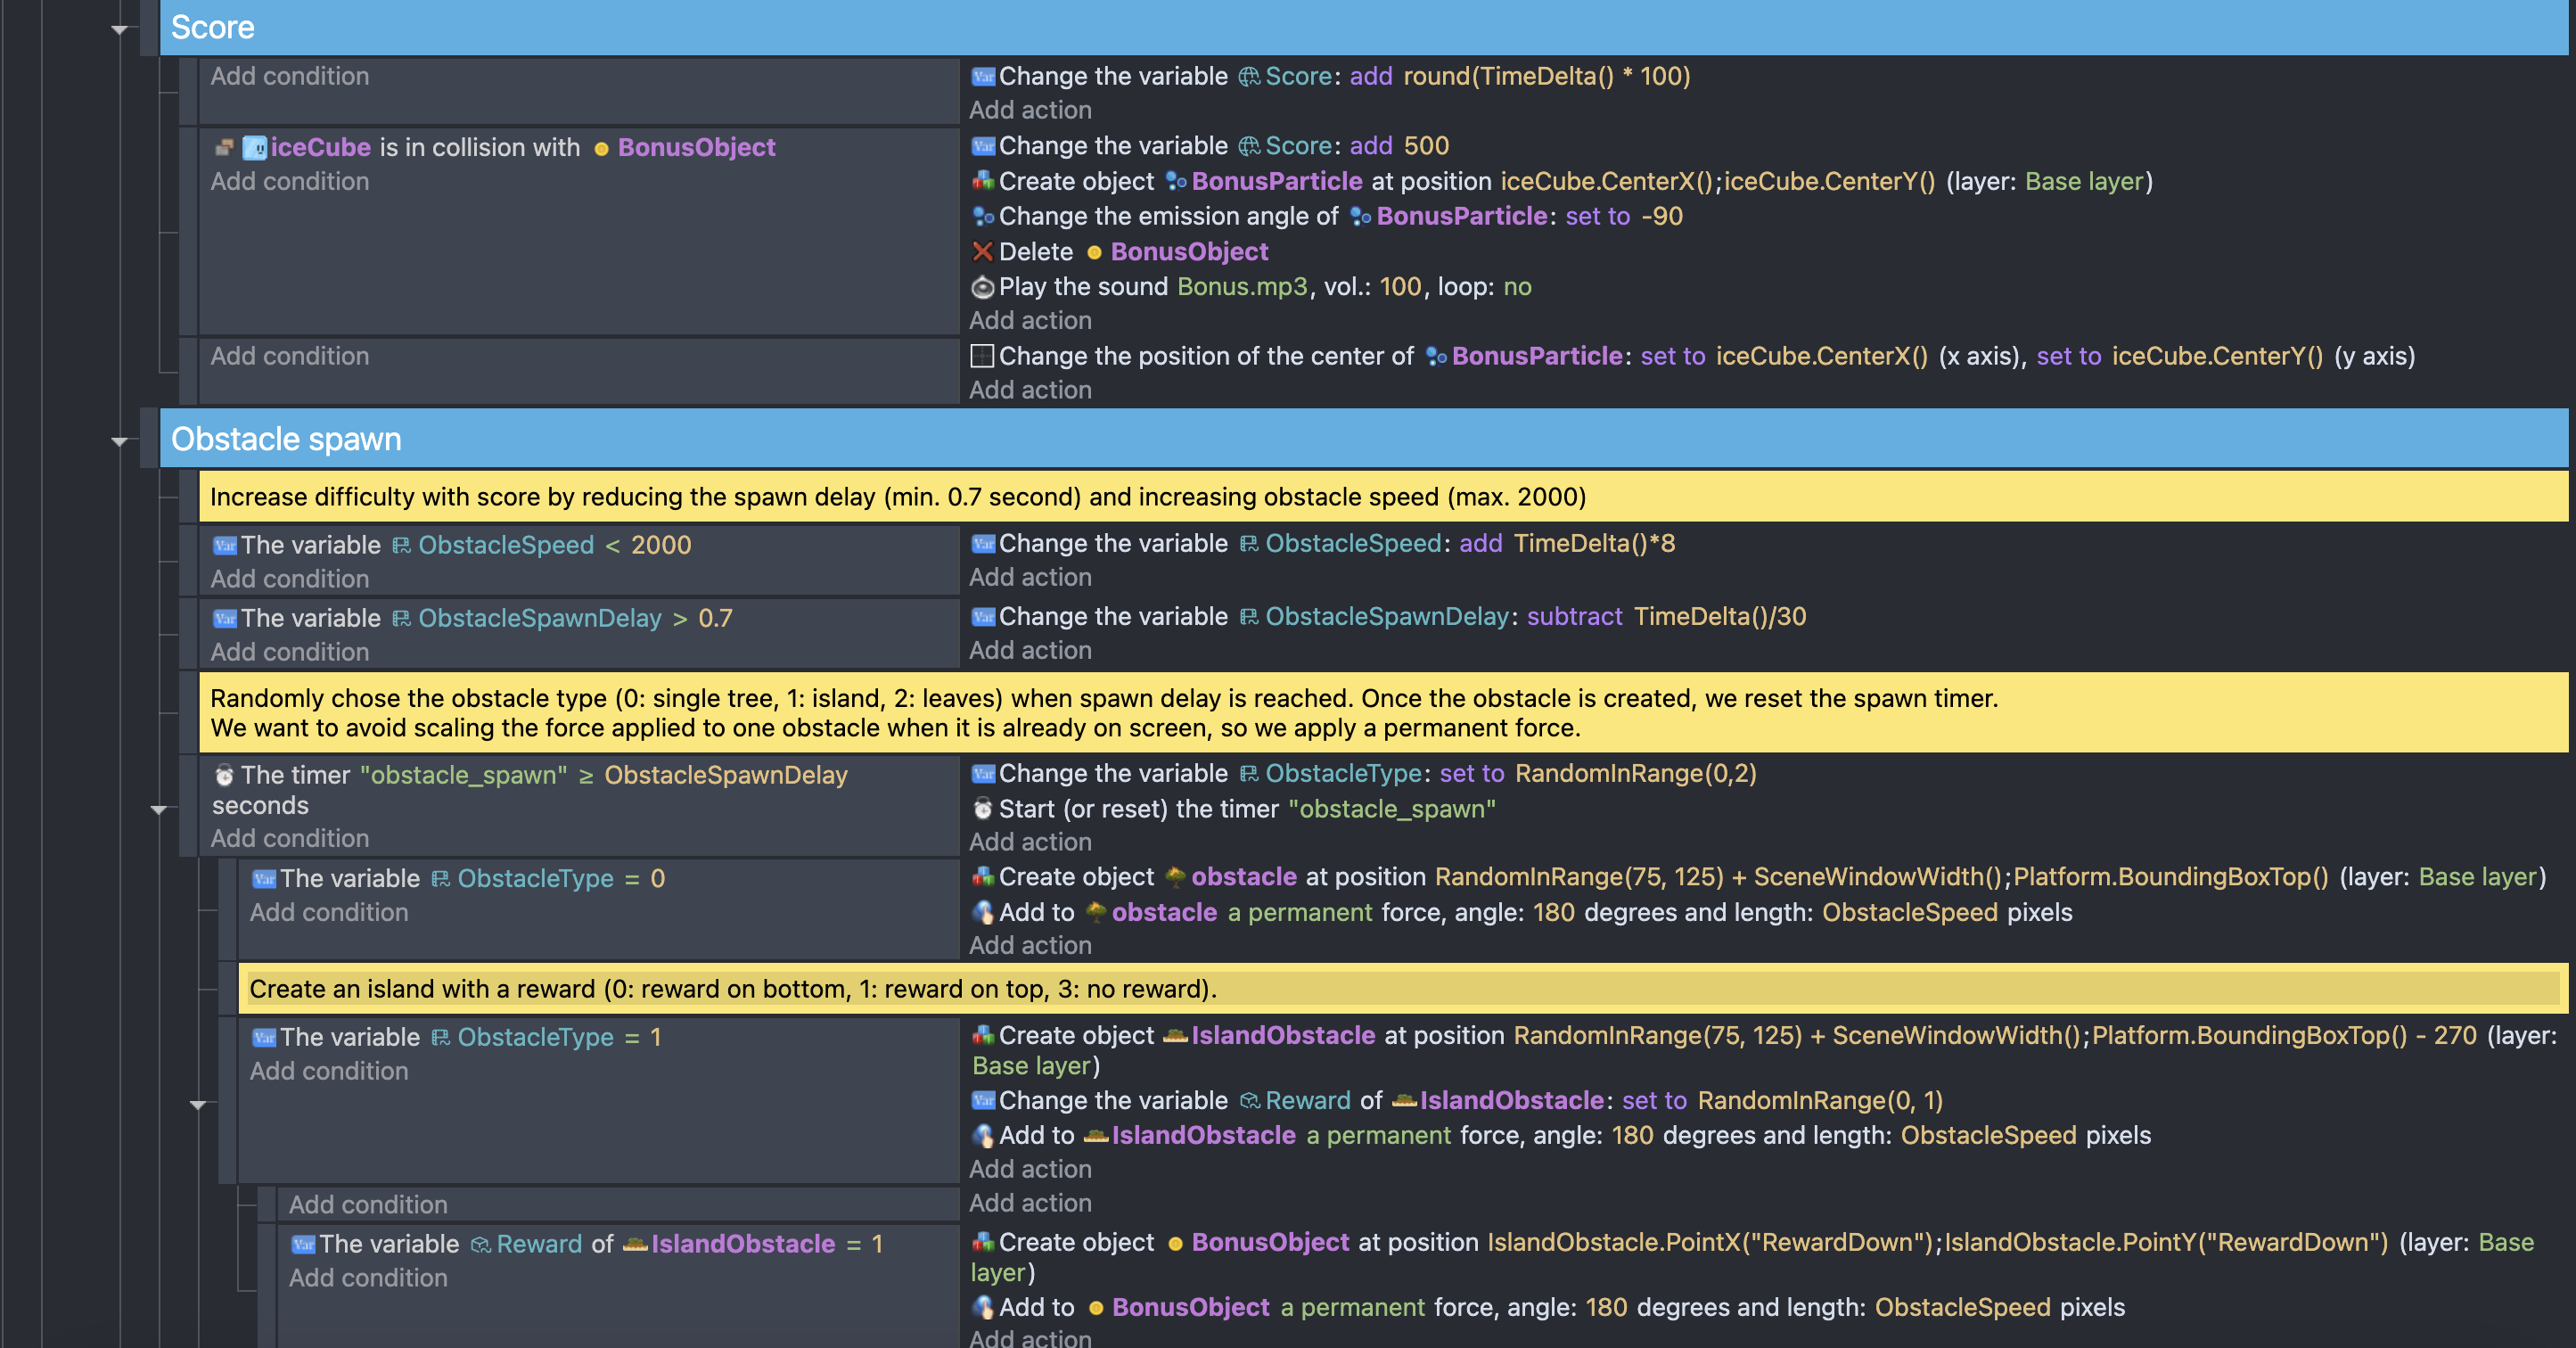 Score
Add condition
Change the variable Score: add round(TimeDelta() * 100)
Add action
iceCube is in collision with BonusObject
Add condition
Change the variable Score: add 500
Create object BonusParticle at position iceCube.CenterX();iceCube.CenterY() (layer: Base layer)
Change the emission angle of BonusParticle: set to -90
Delete BonusObject
Play the sound Bonus.mp3, vol.: 100, loop: no
Add action
Add condition
Change the position of the center of BonusParticle: set to iceCube.CenterX() (x axis), set to iceCube.CenterY() (y axis)
Add action
Obstacle spawn
Increase difficulty with score by reducing the spawn delay (min. 0.7 second) and increasing obstacle speed (max. 2000)
Var The variable ObstacleSpeed < 2000
Add condition
Var Change the variable ObstacleSpeed: add TimeDelta()*8
Add action
Var The variable ObstacleSpawnDelay > 0.7
Add condition
Var Change the variable ObstacleSpawnDelay: subtract TimeDelta()/30
Add action
Randomly chose the obstacle type (0: single tree, 1: island, 2: leaves) when spawn delay is reached. Once the obstacle is created, we reset the spawn timer.
We want to avoid scaling the force applied to one obstacle when it is already on screen, so we apply a permanent force.
The timer "obstacle_spawn" ≥ ObstacleSpawnDelay
seconds
Add condition
Var Change the variable ObstacleType: set to RandomInRange(0,2)
Start (or reset) the timer "obstacle_spawn"
Add action
Var The variable ObstacleType = 0
Add condition
Create object obstacle at position RandomInRange(75, 125) + SceneWindowWidth();Platform.BoundingBoxTop() (layer: Base layer)
Add to obstacle a permanent force, angle: 180 degrees and length: ObstacleSpeed pixels
Add action
Create an island with a reward (0: reward on bottom, 1: reward on top, 3: no reward).
Var The variable ObstacleType = 1
Add condition
Create object IslandObstacle at position RandomInRange(75, 125) + SceneWindowWidth();Platform.BoundingBoxTop() - 270 (layer:
Base layer)
Var Change the variable Reward of IslandObstacle: set to RandomInRange(0, 1)
Add to IslandObstacle a permanent force, angle: 180 degrees and length: ObstacleSpeed pixels
Add action
Add condition
Add action
Var The variable Reward of IslandObstacle = 1
Add condition
Create object BonusObject at position IslandObstacle.PointX("RewardDown");IslandObstacle.PointY("RewardDown") (layer: Base
layer)
Add to BonusObject a permanent force, angle: 180 degrees and length: ObstacleSpeed pixels
Add action